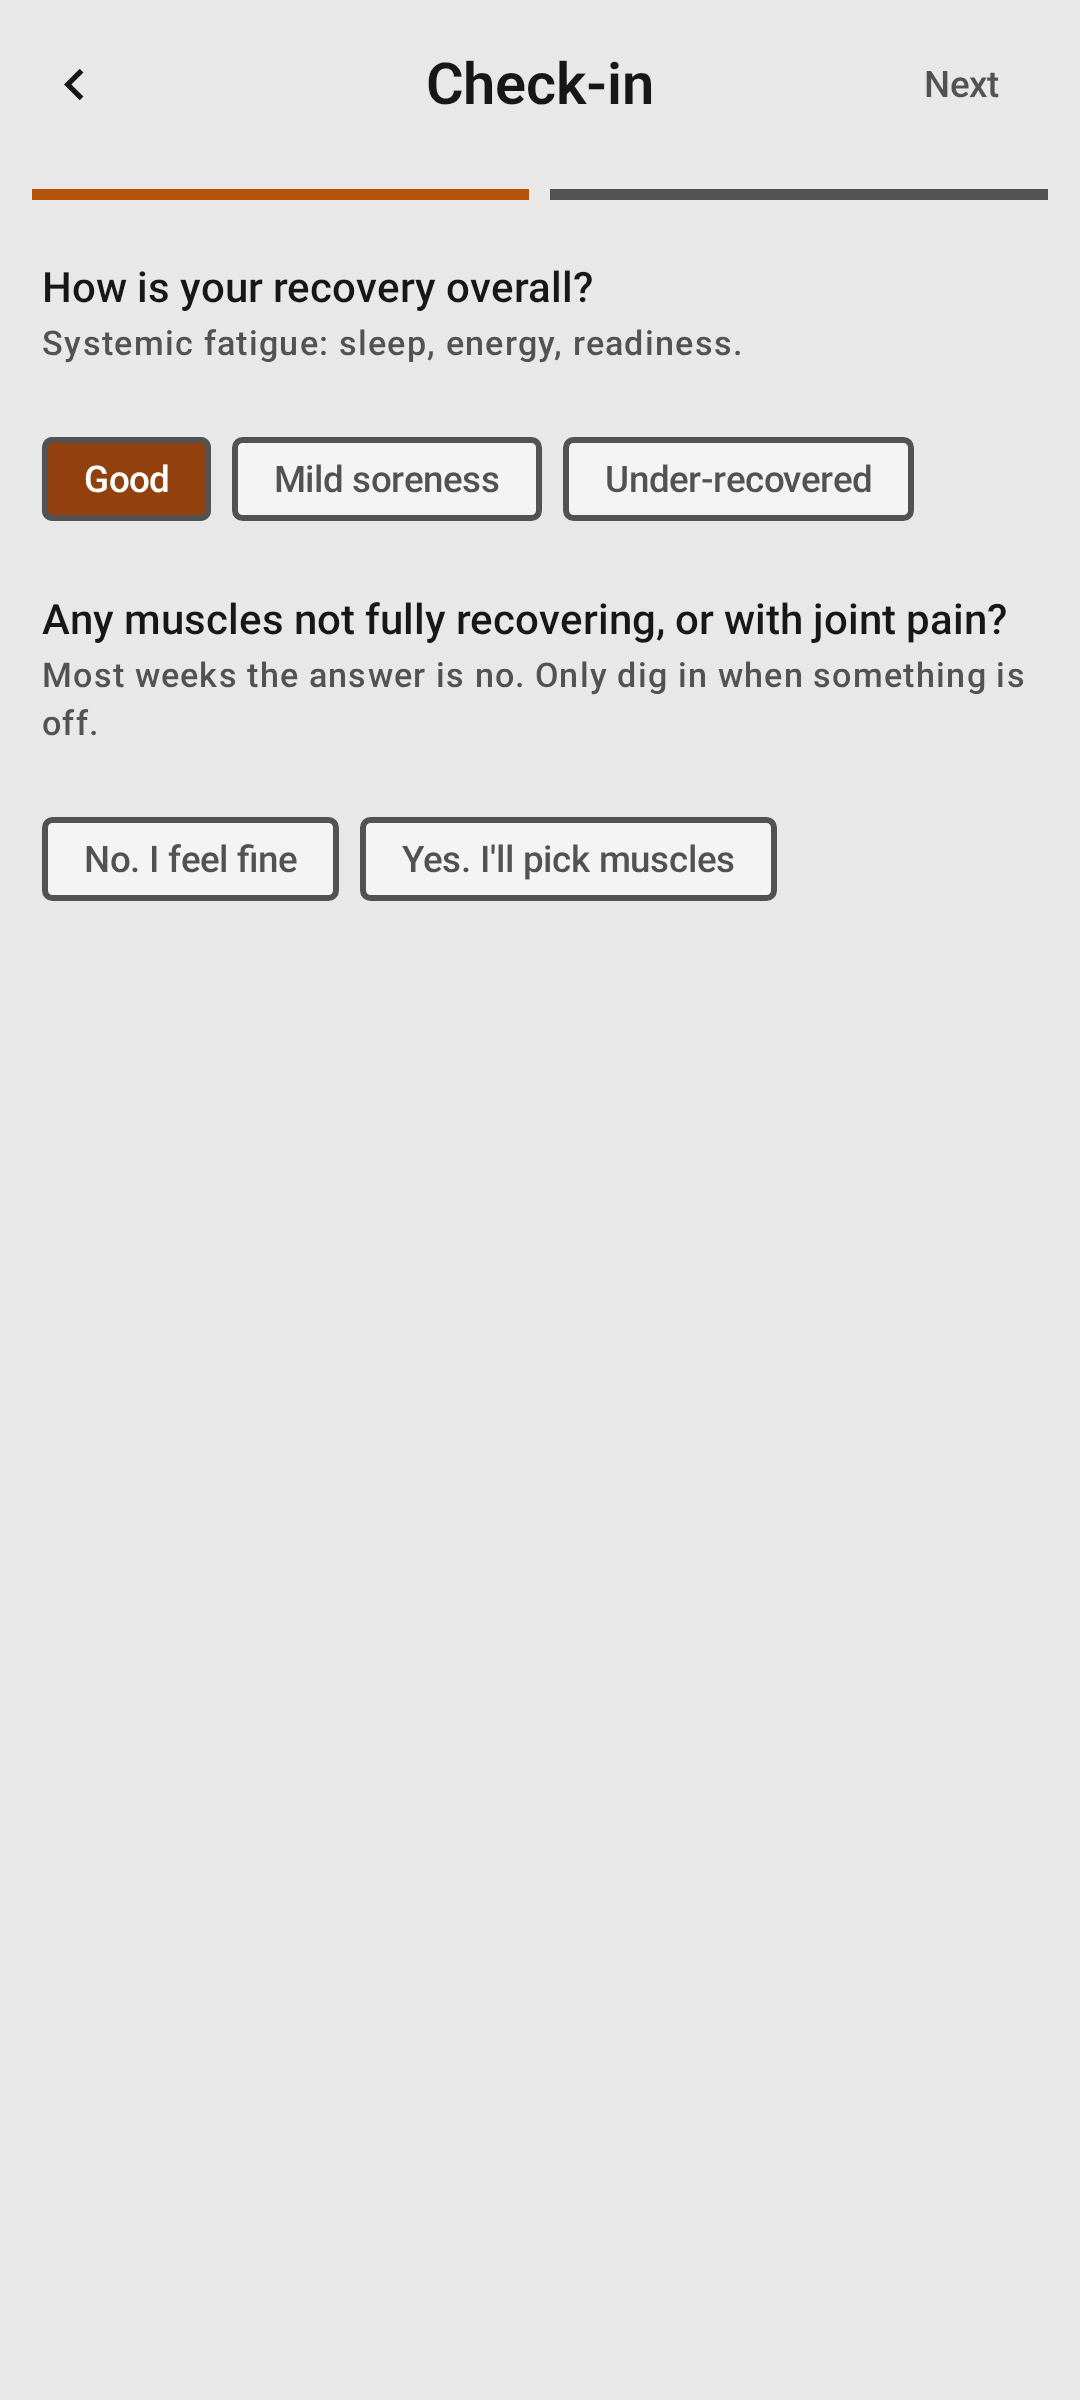 Check-in
Next
How is your recovery overall?
Systemic fatigue: sleep, energy, readiness.
Good
Mild soreness
Under-recovered
Any muscles not fully recovering, or with joint pain?
Most weeks the answer is no. Only dig in when something is
off.
No. I feel fine
Yes. I'll pick muscles